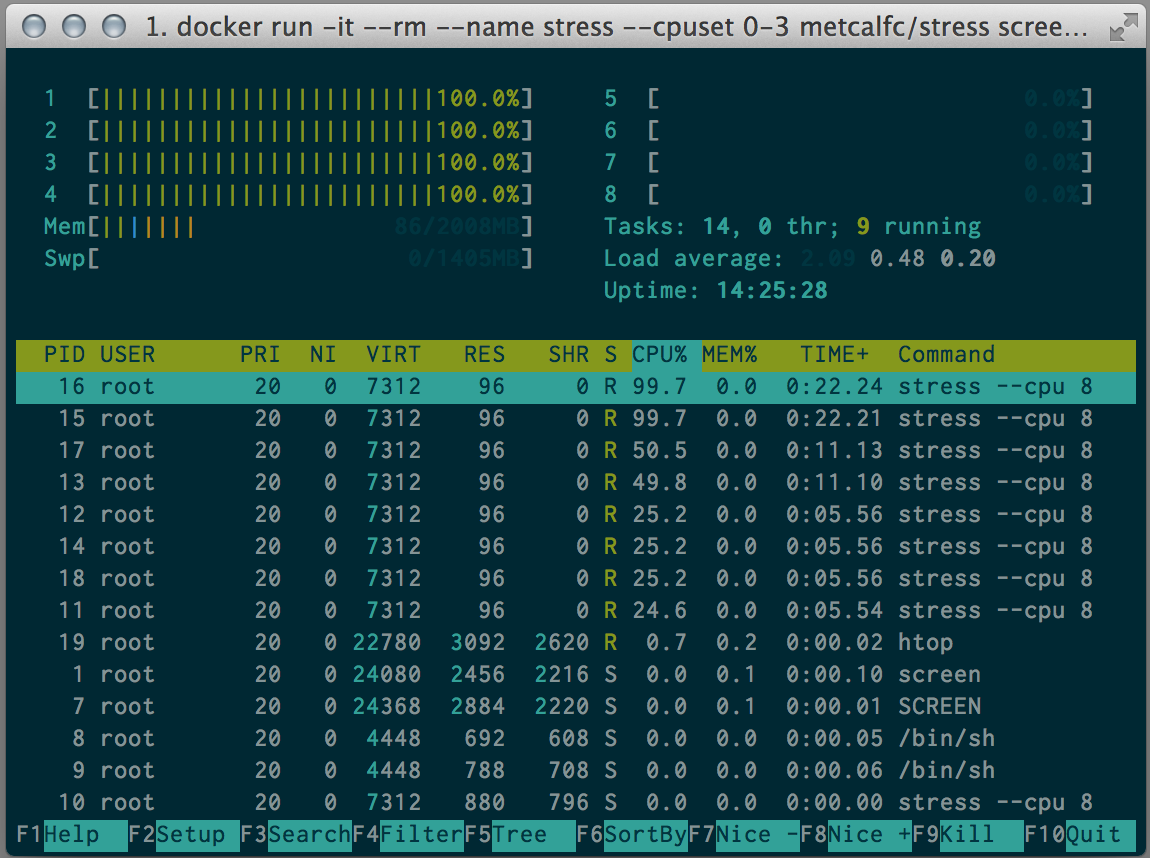 1. docker run -it --rm --name stress --cpuset 0-3 metcalfc/stress scree...
1 [||||||||||||||||||||||||100.0%] 5 [ 0.0%]
2 [||||||||||||||||||||||||100.0%] 6 [ 0.0%]
3 [||||||||||||||||||||||||100.0%] 7 [ 0.0%]
4 [||||||||||||||||||||||||100.0%] 8 [ 0.0%]
Mem[||||||| 86/2008MB] Tasks: 14, 0 thr; 9 running
Swp[ 0/1405MB] Load average: 2.09 0.48 0.20
Uptime: 14:25:28
PID USER PRI NI VIRT RES SHR S CPU% MEM% TIME+ Command
16 root 20 0 7312 96 0 R 99.7 0.0 0:22.24 stress --cpu 8
15 root 20 0 7312 96 0 R 99.7 0.0 0:22.21 stress --cpu 8
17 root 20 0 7312 96 0 R 50.5 0.0 0:11.13 stress --cpu 8
13 root 20 0 7312 96 0 R 49.8 0.0 0:11.10 stress --cpu 8
12 root 20 0 7312 96 0 R 25.2 0.0 0:05.56 stress --cpu 8
14 root 20 0 7312 96 0 R 25.2 0.0 0:05.56 stress --cpu 8
18 root 20 0 7312 96 0 R 25.2 0.0 0:05.56 stress --cpu 8
11 root 20 0 7312 96 0 R 24.6 0.0 0:05.54 stress --cpu 8
19 root 20 0 22780 3092 2620 R 0.7 0.2 0:00.02 htop
1 root 20 0 24080 2456 2216 S 0.0 0.1 0:00.10 screen
7 root 20 0 24368 2884 2220 S 0.0 0.1 0:00.01 SCREEN
8 root 20 0 4448 692 608 S 0.0 0.0 0:00.05 /bin/sh
9 root 20 0 4448 788 708 S 0.0 0.0 0:00.06 /bin/sh
10 root 20 0 7312 880 796 S 0.0 0.0 0:00.00 stress --cpu 8
F1Help F2Setup F3SearchF4FilterF5Tree F6SortByF7Nice -F8Nice +F9Kill F10Quit